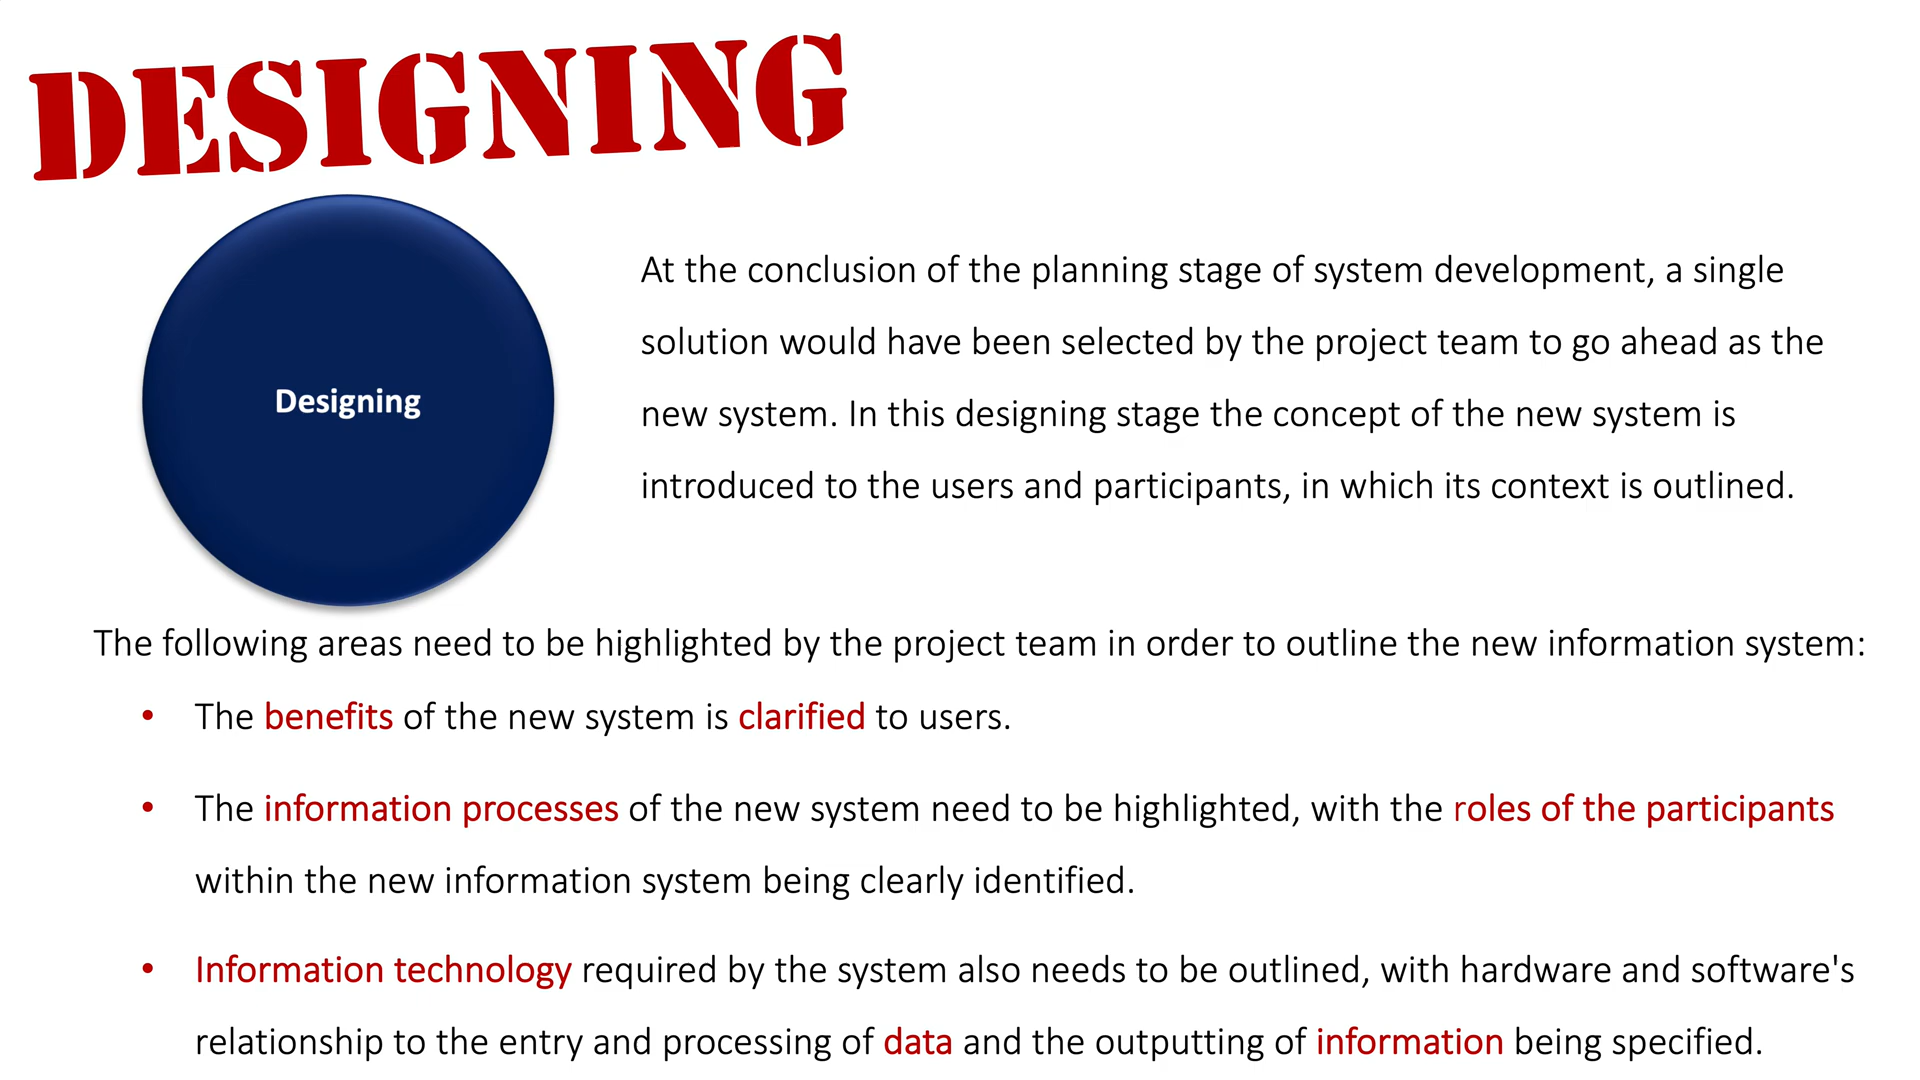 DESIGNING
Designing
At the conclusion of the planning stage of system development, a single
solution would have been selected by the project team to go ahead as the
new system. In this designing stage the concept of the new system is
introduced to the users and participants, in which its context is outlined.
The following areas need to be highlighted by the project team in order to outline the new information system:
• The benefits of the new system is clarified to users.
• The information processes of the new system need to be highlighted, with the roles of the participants
within the new information system being clearly identified.
• Information technology required by the system also needs to be outlined, with hardware and software's
relationship to the entry and processing of data and the outputting of information being specified.